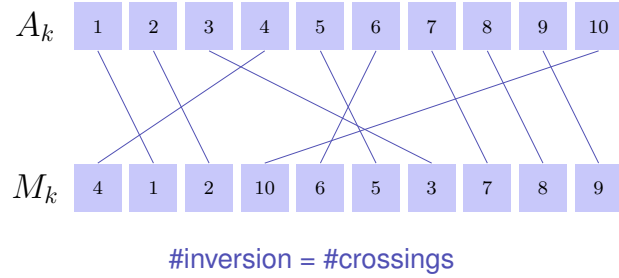 A_k 1 2 3 4 5 6 7 8 9 10
M_k 4 1 2 10 6 5 3 7 8 9
#inversion = #crossings